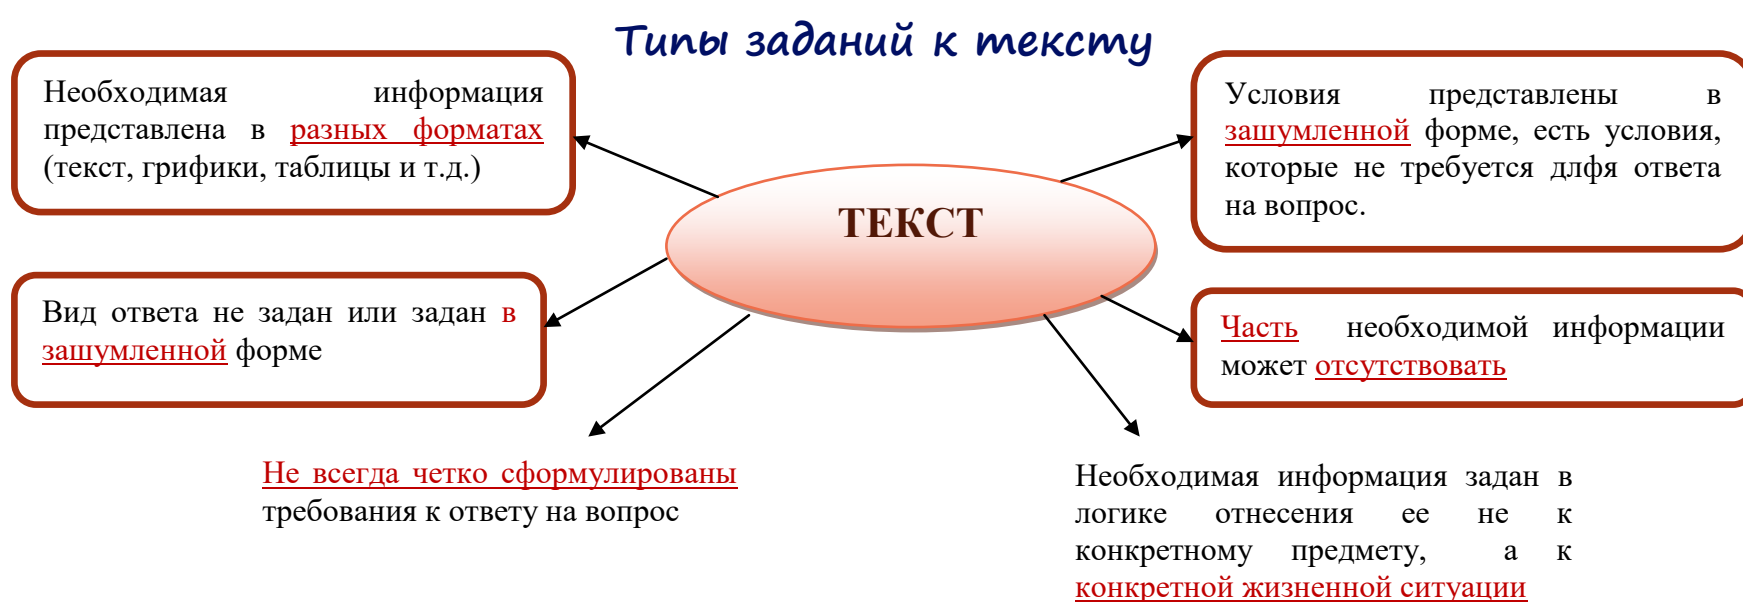 Типы заданий к тексту
Необходимая информация
представлена в разных форматах
(текст, грифики, таблицы и т.д.)
Условия представлены в
зашумленной форме, есть условия,
которые не требуется длфя ответа
на вопрос.
ТЕКСТ
Вид ответа не задан или задан в
зашумленной форме
Часть необходимой информации
может отсутствовать
Не всегда четко сформулированы
требования к ответу на вопрос
Необходимая информация задан в
логике отнесения ее не к
конкретному предмету, а к
конкретной жизненной ситуации